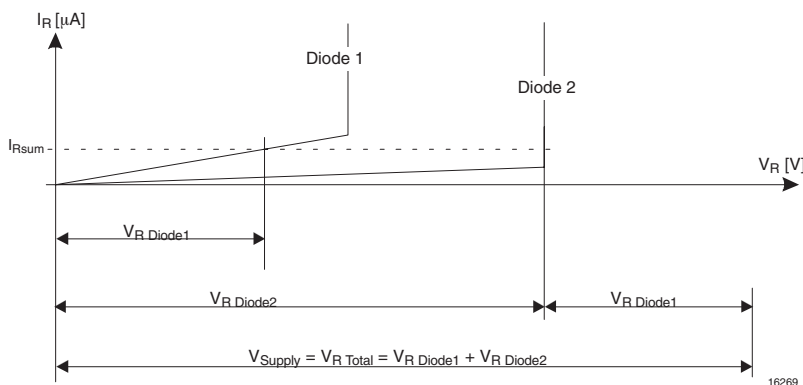 I_R [μA]
Diode 1
Diode 2
I_Rsum
V_R [V]
V_R Diode1
V_R Diode2
V_R Diode1
V_Supply = V_R Total = V_R Diode1 + V_R Diode2
16269